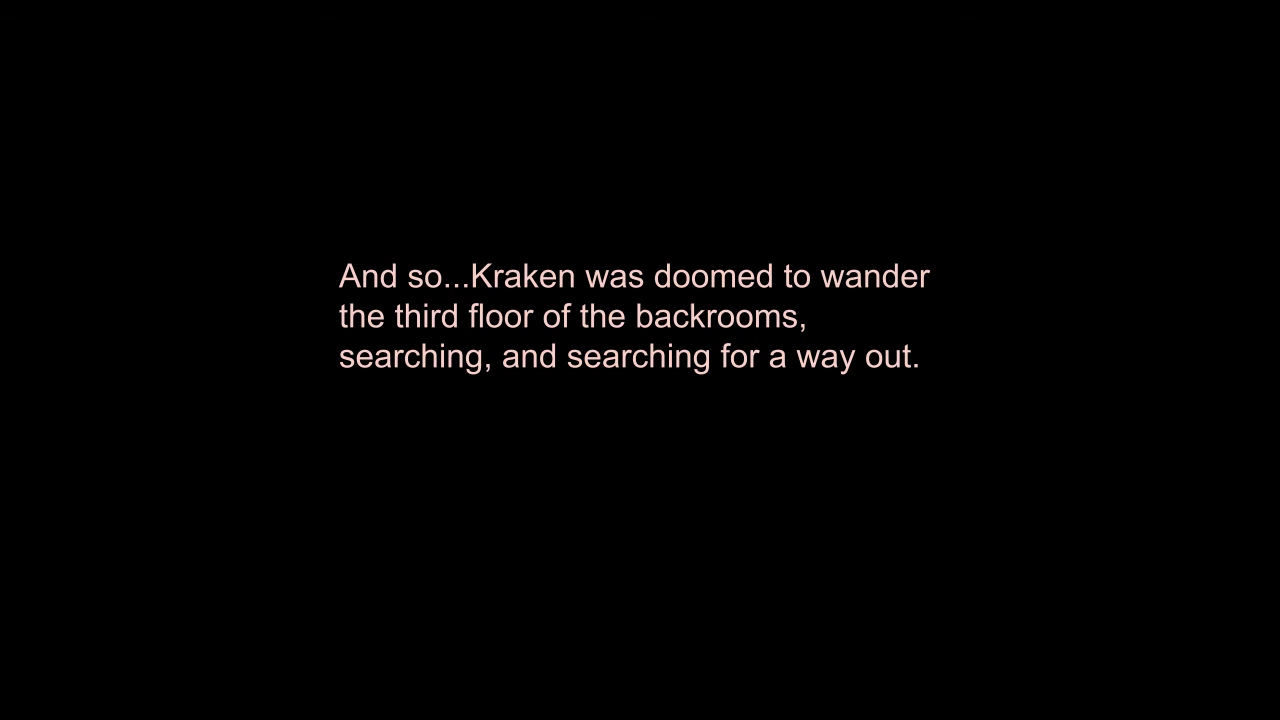 And so...Kraken was doomed to wander
the third floor of the backrooms,
searching, and searching for a way out.